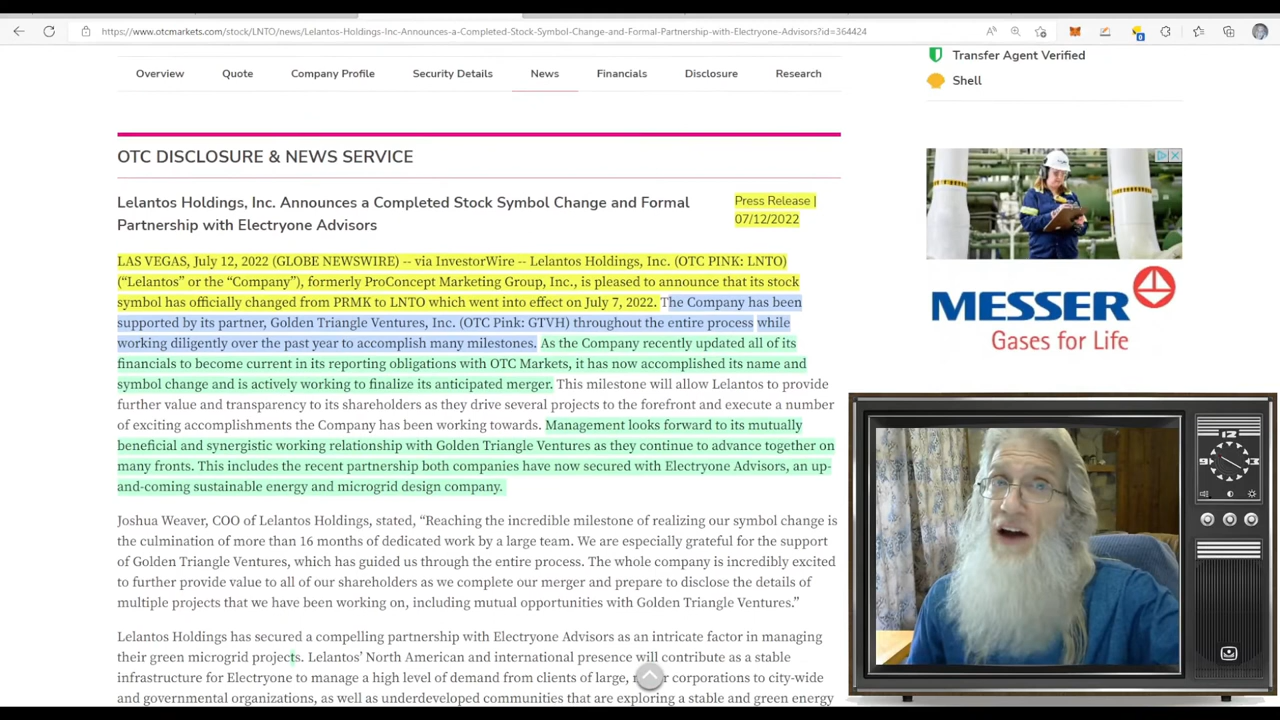 https://www.otcmarkets.com/stock/LNTO/news/Lelantos-Holdings-Inc-Announces-a-Completed-Stock-Symbol-Change-and-Formal-Partnership-with-Electryone-Advisors?id=364424
Overview Quote Company Profile Security Details News Financials Disclosure Research
Transfer Agent Verified
Shell
OTC DISCLOSURE & NEWS SERVICE
Lelantos Holdings, Inc. Announces a Completed Stock Symbol Change and Formal
Partnership with Electryone Advisors
Press Release |
07/12/2022
LAS VEGAS, July 12, 2022 (GLOBE NEWSWIRE) -- via InvestorWire -- Lelantos Holdings, Inc. (OTC PINK: LNTO)
(“Lelantos” or the “Company”), formerly ProConcept Marketing Group, Inc., is pleased to announce that its stock
symbol has officially changed from PRMK to LNTO which went into effect on July 7, 2022. The Company has been
supported by its partner, Golden Triangle Ventures, Inc. (OTC Pink: GTVH) throughout the entire process while
working diligently over the past year to accomplish many milestones. As the Company recently updated all of its
financials to become current in its reporting obligations with OTC Markets, it has now accomplished its name and
symbol change and is actively working to finalize its anticipated merger. This milestone will allow Lelantos to provide
further value and transparency to its shareholders as they drive several projects to the forefront and execute a number
of exciting accomplishments the Company has been working towards. Management looks forward to its mutually
beneficial and synergistic working relationship with Golden Triangle Ventures as they continue to advance together on
many fronts. This includes the recent partnership both companies have now secured with Electryone Advisors, an up-
and-coming sustainable energy and microgrid design company.
Joshua Weaver, COO of Lelantos Holdings, stated, “Reaching the incredible milestone of realizing our symbol change is
the culmination of more than 16 months of dedicated work by a large team. We are especially grateful for the support
of Golden Triangle Ventures, which has guided us through the entire process. The whole company is incredibly excited
to further provide value to all of our shareholders as we complete our merger and prepare to disclose the details of
multiple projects that we have been working on, including mutual opportunities with Golden Triangle Ventures.”
Lelantos Holdings has secured a compelling partnership with Electryone Advisors as an intricate factor in managing
their green microgrid projects. Lelantos’ North American and international presence will contribute as a stable
infrastructure for Electryone to manage a high level of demand from clients of large, corporations to city-wide
and governmental organizations, as well as underdeveloped communities that are exploring a stable and green energy
MESSER
Gases for Life
12
3
9